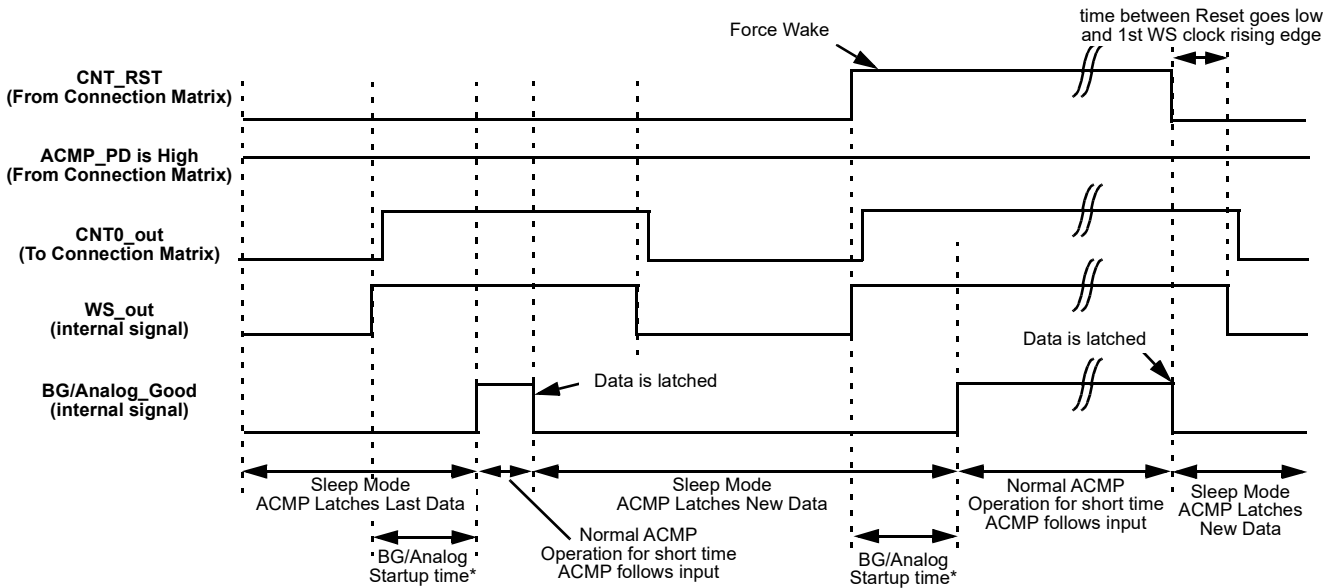 time between Reset goes low
and 1st WS clock rising edge
Force Wake
CNT_RST
(From Connection Matrix)
ACMP_PD is High
(From Connection Matrix)
CNT0_out
(To Connection Matrix)
WS_out
(internal signal)
Data is latched
BG/Analog_Good
(internal signal)
Data is latched
Sleep Mode
ACMP Latches Last Data
Sleep Mode
ACMP Latches New Data
Normal ACMP
Operation for short time
ACMP follows input
Sleep Mode
ACMP Latches
New Data
BG/Analog
Startup time*
Normal ACMP
Operation for short time
ACMP follows input
BG/Analog
Startup time*